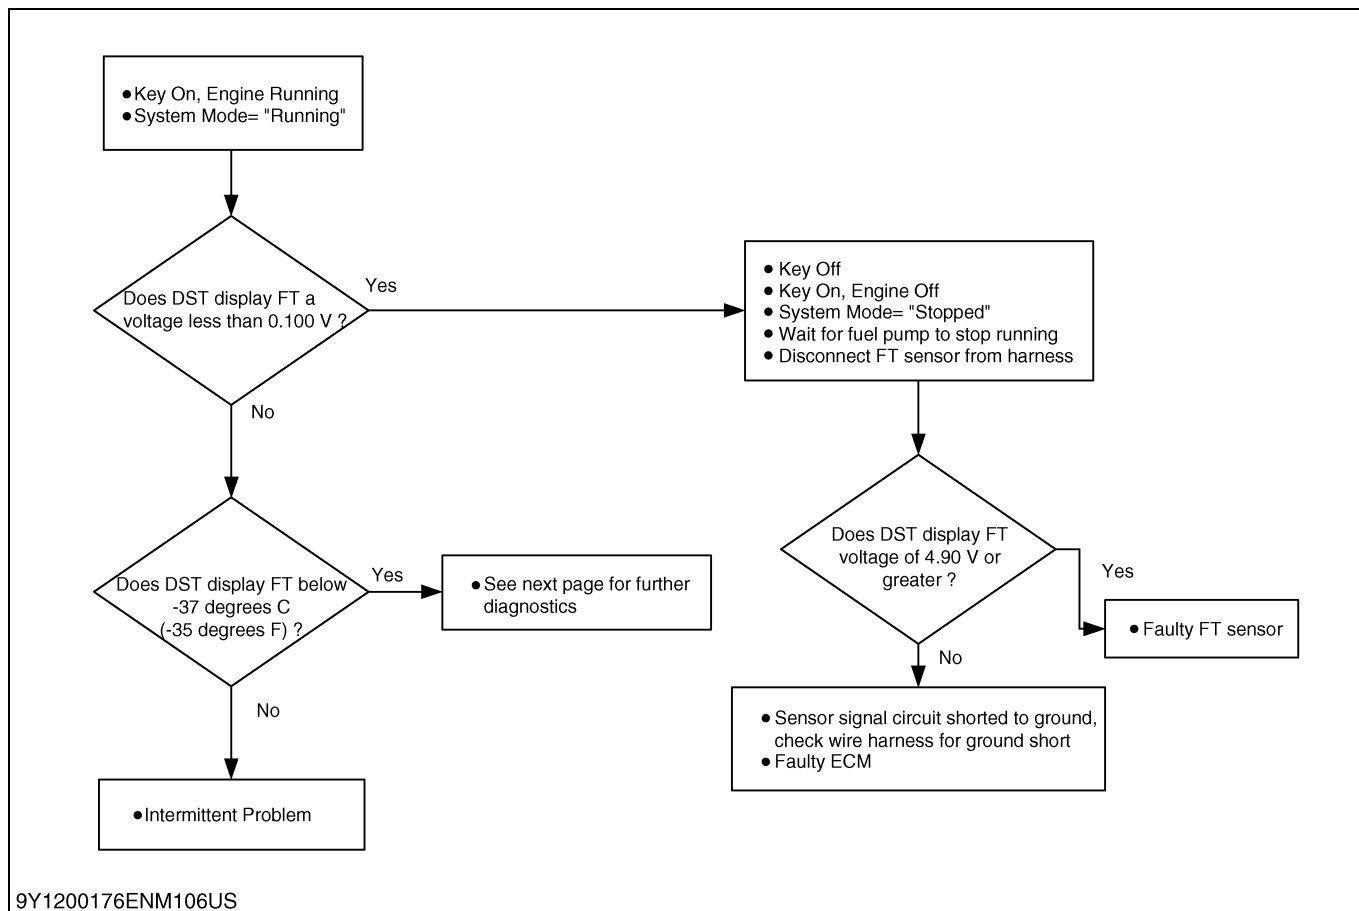 ●Key On, Engine Running
●System Mode= "Running"
Does DST display FT a
voltage less than 0.100 V ?
Yes
● Key Off
● Key On, Engine Off
● System Mode= "Stopped"
● Wait for fuel pump to stop running
● Disconnect FT sensor from harness
No
Does DST display FT below
-37 degrees C
(-35 degrees F) ?
Yes
●See next page for further
diagnostics
No
●Intermittent Problem
Does DST display FT
voltage of 4.90 V or
greater ?
Yes
● Faulty FT sensor
No
●Sensor signal circuit shorted to ground,
check wire harness for ground short
●Faulty ECM
9Y1200176ENM106US